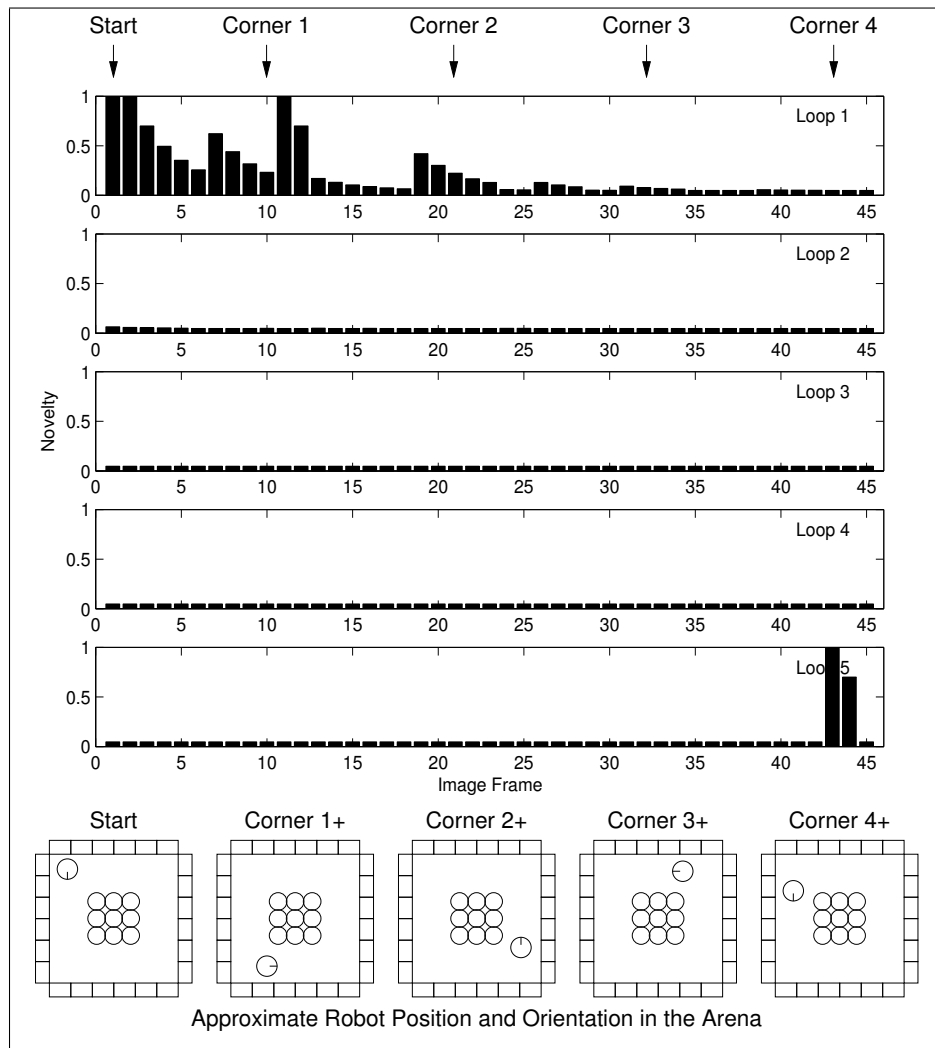 Start Corner 1 Corner 2 Corner 3 Corner 4
1
Loop 1
0.5
0
0 5 10 15 20 25 30 35 40 45
1
Loop 2
0.5
0
0 5 10 15 20 25 30 35 40 45
1
Loop 3
0.5
0
0 5 10 15 20 25 30 35 40 45
Novelty
1
Loop 4
0.5
0
0 5 10 15 20 25 30 35 40 45
1
Loop 5
0.5
0
0 5 10 15 20 25 30 35 40 45
Image Frame
Start Corner 1+ Corner 2+ Corner 3+ Corner 4+
Approximate Robot Position and Orientation in the Arena